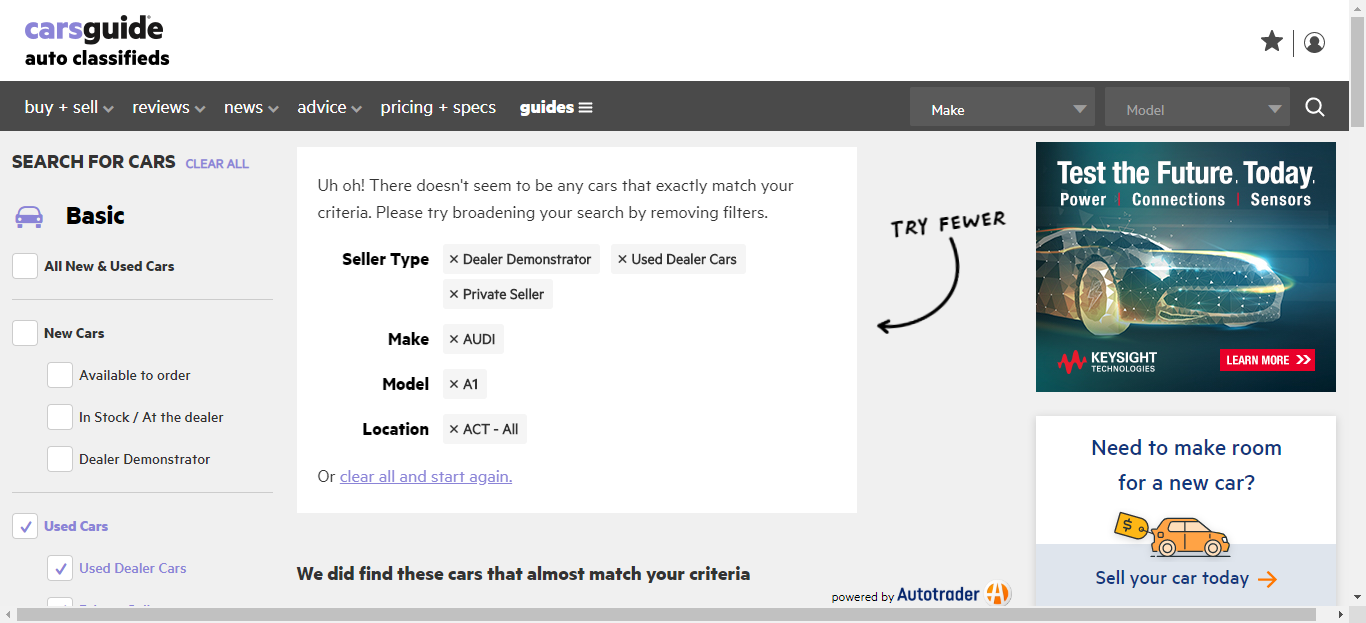 carsguide
auto classifieds
buy + sell
reviews
news
advice
pricing + specs
guides
Make
Model
SEARCH FOR CARS
CLEAR ALL
Basic
All New & Used Cars
New Cars
Available to order
In Stock / At the dealer
Dealer Demonstrator
Used Cars
Used Dealer Cars
Uh oh! There doesn't seem to be any cars that exactly match your
criteria. Please try broadening your search by removing filters.
Seller Type × Dealer Demonstrator × Used Dealer Cars
× Private Seller
Make × AUDI
Model × A1
Location × ACT - All
Or clear all and start again.
TRY FEWER
We did find these cars that almost match your criteria
powered by Autotrader
Test the Future. Today.
Power | Connections | Sensors
KEYSIGHT
TECHNOLOGIES
LEARN MORE >>
Need to make room
for a new car?
$
Sell your car today